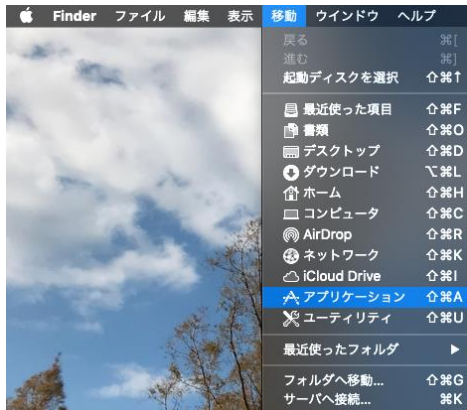 Finder ファイル 編集 表示 移動 ウインドウ ヘルプ
戻る ⌘[
進む ⌘]
起動ディスクを選択 ⇧⌘↑
最近使った項目 ⇧⌘F
書類 ⇧⌘O
デスクトップ ⇧⌘D
ダウンロード ⌥⌘L
ホーム ⇧⌘H
コンピュータ ⇧⌘C
AirDrop ⇧⌘R
ネットワーク ⇧⌘K
iCloud Drive ⇧⌘I
アプリケーション ⇧⌘A
ユーティリティ ⇧⌘U
最近使ったフォルダ ▶
フォルダへ移動... ⇧⌘G
サーバへ接続... ⌘K